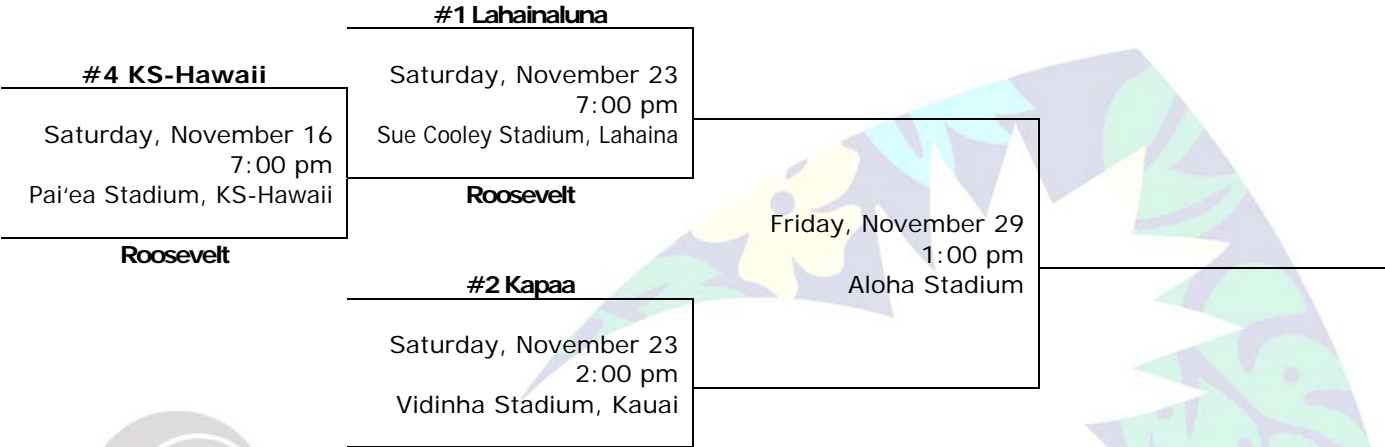 #1 Lahainaluna
#4 KS-Hawaii
Saturday, November 23
7:00 pm
Sue Cooley Stadium, Lahaina
Saturday, November 16
7:00 pm
Pai‘ea Stadium, KS-Hawaii
Roosevelt
Roosevelt
Friday, November 29
1:00 pm
Aloha Stadium
#2 Kapaa
Saturday, November 23
2:00 pm
Vidinha Stadium, Kauai